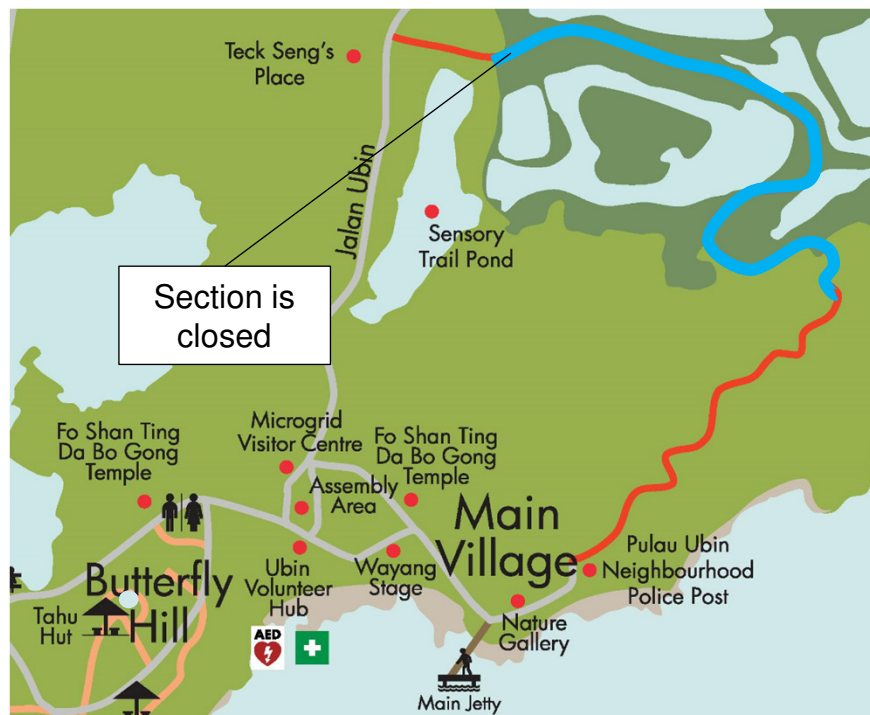 Teck Seng's
Place
Jalan Ubin
Sensory
Trail Pond
Section is
closed
Microgrid
Visitor Centre
Fo Shan Ting
Da Bo Gong
Temple
Fo Shan Ting
Da Bo Gong
Temple
Assembly
Area
Main
Village
Pulau Ubin
Neighbourhood
Police Post
Butterfly
Hill
Tahu
Hut
Ubin
Volunteer
Hub
Wayang
Stage
Nature
Gallery
AED
Main Jetty